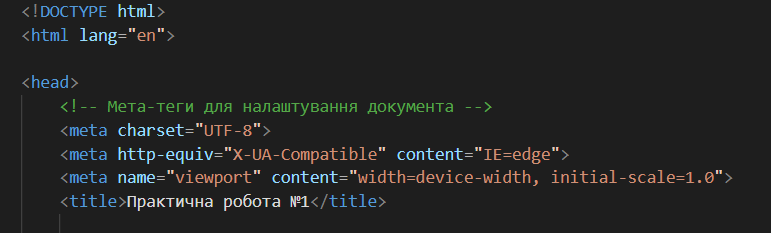 <!DOCTYPE html>
<html lang="en">
<head>
<!-- Мета-теги для налаштування документа -->
<meta charset="UTF-8">
<meta http-equiv="X-UA-Compatible" content="IE=edge">
<meta name="viewport" content="width=device-width, initial-scale=1.0">
<title>Практична робота №1</title>